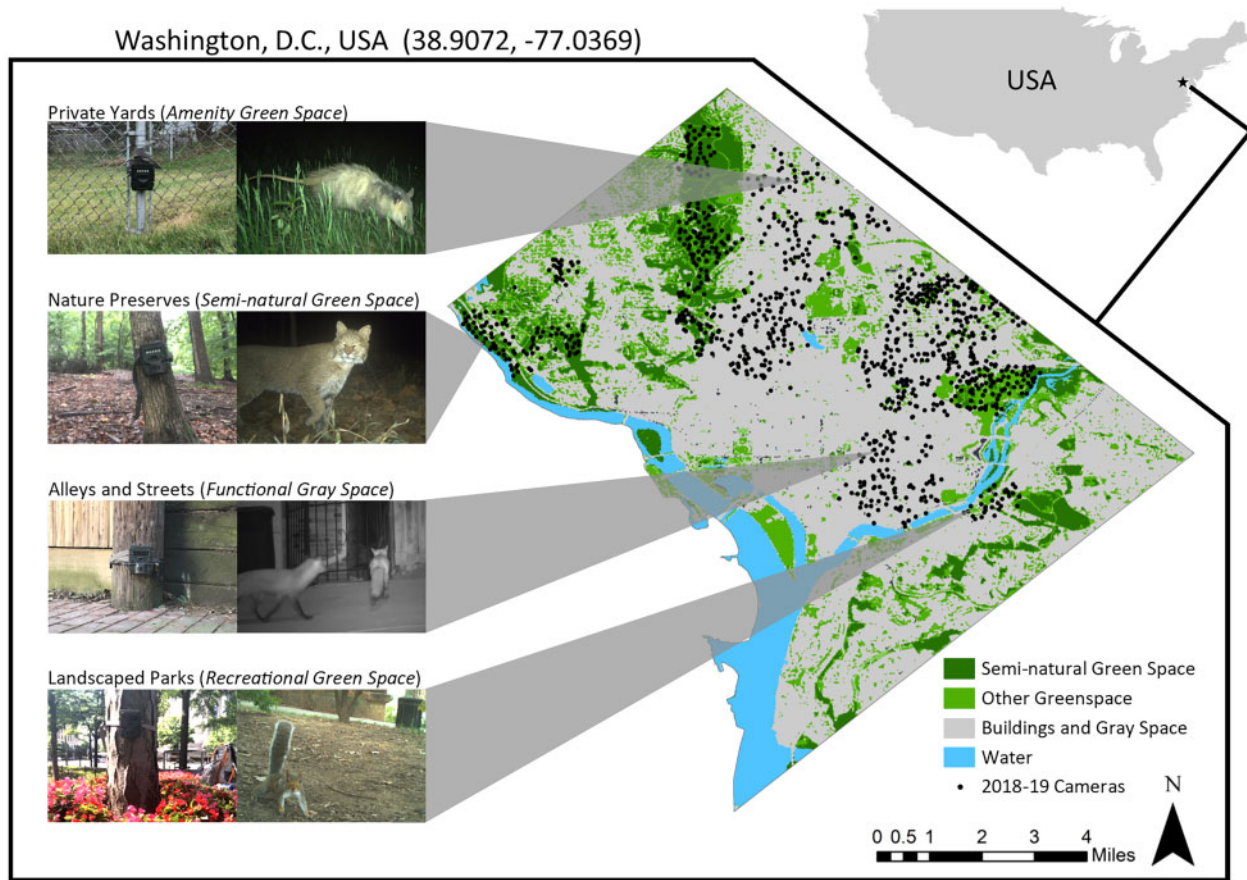 Washington, D.C., USA (38.9072, -77.0369)
USA
Private Yards (Amenity Green Space)
Nature Preserves (Semi-natural Green Space)
Alleys and Streets (Functional Gray Space)
Landscaped Parks (Recreational Green Space)
Semi-natural Green Space
Other Greenspace
Buildings and Gray Space
Water
2018-19 Cameras
N
0 0.5 1 2 3 4
Miles